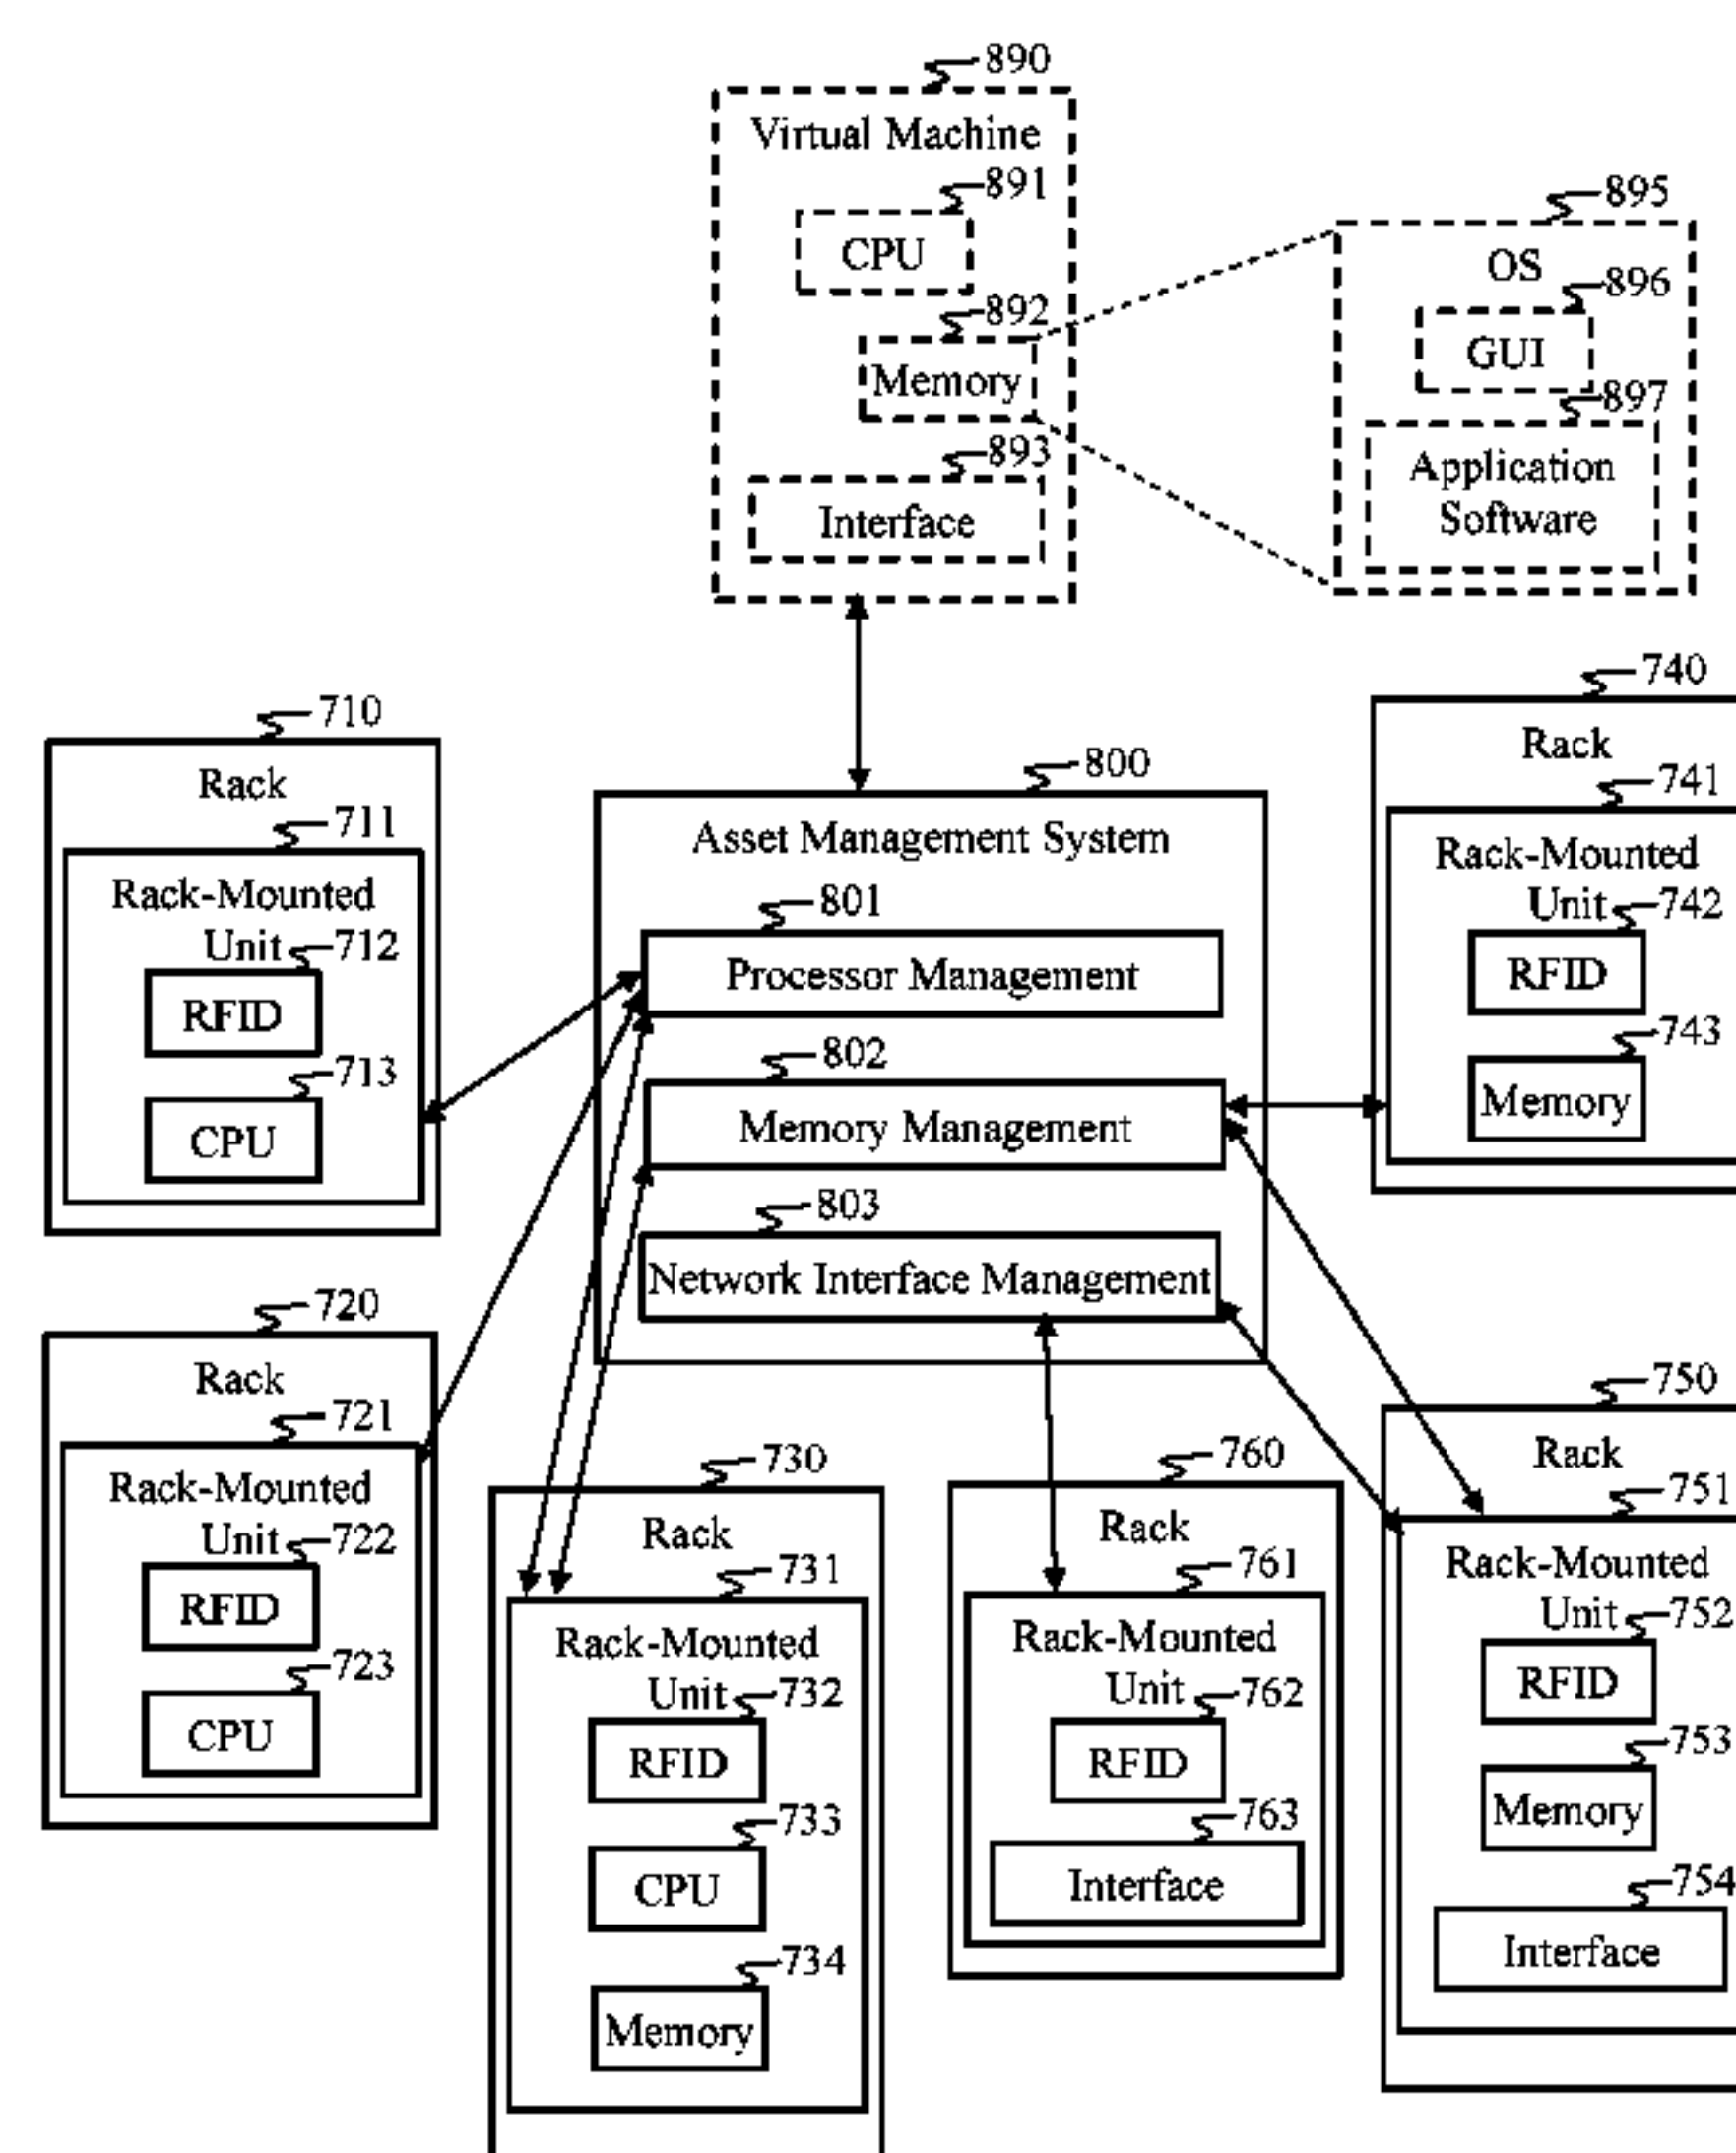 890
Virtual Machine
891
CPU
892
Memory
893
Interface
895
OS
896
GUI
897
Application
Software
710
Rack
711
Rack-Mounted
Unit
712
RFID
713
CPU
800
Asset Management System
801
Processor Management
802
Memory Management
803
Network Interface Management
740
Rack
741
Rack-Mounted
Unit
742
RFID
743
Memory
720
Rack
721
Rack-Mounted
Unit
722
RFID
723
CPU
730
Rack
731
Rack-Mounted
Unit
732
RFID
733
CPU
734
Memory
760
Rack
761
Rack-Mounted
Unit
762
RFID
763
Interface
750
Rack
751
Rack-Mounted
Unit
752
RFID
753
Memory
754
Interface